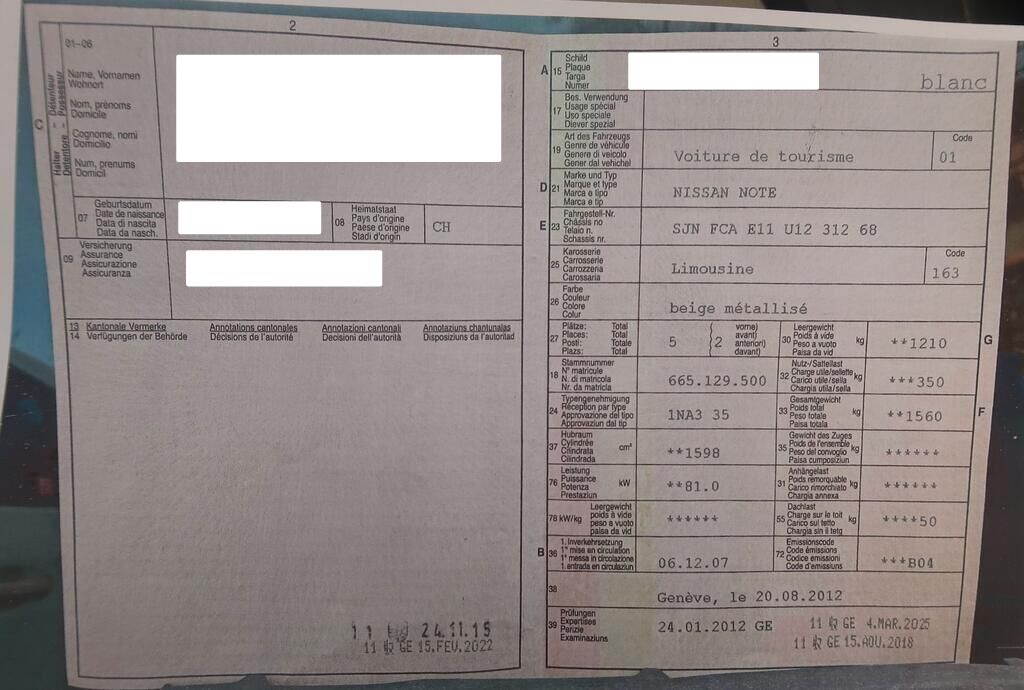 2
01-06
C
Halter - Détenteur
Detentore - Possessur
Name, Vornamen
Wohnort
Nom, prénoms
Domicile
Cognome, nomi
Domicilio
Num, prenums
Domicil
07
Geburtsdatum
Date de naissance
Data di nascita
Data da nasch.
08
Heimatstaat
Pays d'origine
Paese d'origine
Stadi d'origin
CH
09
Versicherung
Assurance
Assicurazione
Assicuranza
13 Kantonale Vermerke Annotations cantonales Annotazioni cantonali Annotaziuns chantunalas
14 Verfügungen der Behörde Décisions de l'autorité Decisioni dell'autorità Disposiziuns da l'autoritad
11 24.11.15
11 GE 15.FEV.2022
3
A 15
Schild
Plaque
Targa
Numer
blanc
17
Bes. Verwendung
Usage spécial
Uso speciale
Diever spezial
19
Art des Fahrzeugs
Genre de véhicule
Genere di veicolo
Gener dal vehichel
Voiture de tourisme
Code
01
D 21
Marke und Typ
Marque et type
Marca e tipo
Marca e tip
NISSAN NOTE
E 23
Fahrgestell-Nr.
Châssis no
Telaio n.
Schassis nr.
SJN FCA E11 U12 312 68
25
Karosserie
Carrosserie
Carrozzeria
Carossaria
Limousine
Code
163
26
Farbe
Couleur
Colore
Colur
beige métallisé
27
Plätze: Total
Places: Total
Posti: Totale
Plazs: Total
5
2
vorne)
avant)
anteriori)
davant)
30
Leergewicht
Poids à vide
Peso a vuoto
Paisa da vid
kg
**1210
G
18
Stammnummer
N° matricule
N. di matricola
Nr. da matricla
665.129.500
32
Nutz-/Sattellast
Charge utile/sellette
Carico utile/sella
Chargia utila/sella
kg
***350
24
Typengenehmigung
Réception par type
Approvazione del tipo
Approvaziun dal tip
1NA3 35
33
Gesamtgewicht
Poids total
Peso totale
Paisa totala
kg
**1560
F
37
Hubraum
Cylindrée
Cilindrata
Cilindrada
cm³
**1598
35
Gewicht des Zuges
Poids de l'ensemble
Peso del convoglio
Paisa cumposiziun
kg
******
76
Leistung
Puissance
Potenza
Prestaziun
kW
**81.0
31
Anhängelast
Poids remorquable
Carico rimorchiato
Chargia annexa
kg
******
78 kW/kg
Leergewicht
poids à vide
peso a vuoto
paisa da vid
******
55
Dachlast
Charge sur le toit
Carico sul tetto
Chargia sin il tetg
kg
****50
B 36
1. Inverkehrsetzung
1re mise en circulation
1a messa in circolazione
1. entrada en circulaziun
06.12.07
72
Emissionscode
Code émissions
Codice emissioni
Code d'emissiuns
***B04
38
Genève, le 20.08.2012
39
Prüfungen
Expertises
Perizie
Examinaziuns
24.01.2012 GE
11 GE 4.MAR.2025
11 GE 15.AOU.2018